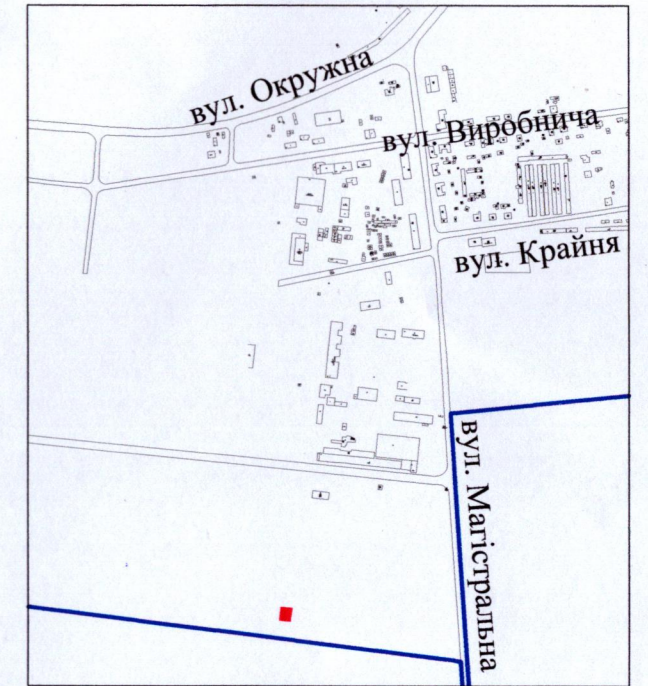 вул. Окружна
вул. Виробнича
вул. Крайня
вул. Магістральна